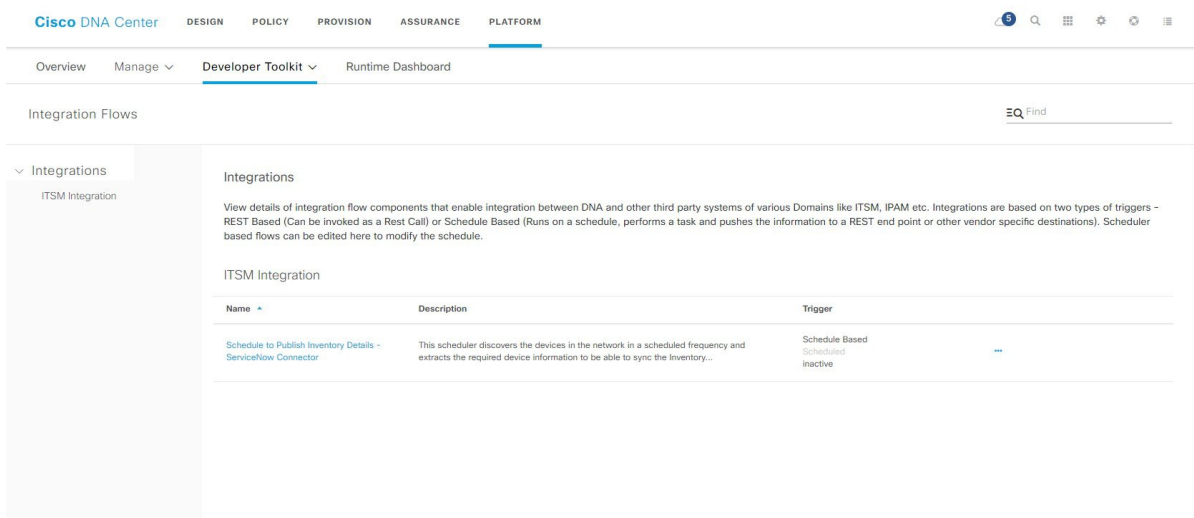 Cisco DNA Center DESIGN POLICY PROVISION ASSURANCE PLATFORM 5
Overview Manage Developer Toolkit Runtime Dashboard
Integration Flows Find
Integrations
ITSM Integration
Integrations
View details of integration flow components that enable integration between DNA and other third party systems of various Domains like ITSM, IPAM etc. Integrations are based on two types of triggers -
REST Based (Can be invoked as a Rest Call) or Schedule Based (Runs on a schedule, performs a task and pushes the information to a REST end point or other vendor specific destinations). Scheduler
based flows can be edited here to modify the schedule.
ITSM Integration
Name Description Trigger
Schedule to Publish Inventory Details -
ServiceNow Connector
This scheduler discovers the devices in the network in a scheduled frequency and
extracts the required device information to be able to sync the Inventory...
Schedule Based
Scheduled
inactive